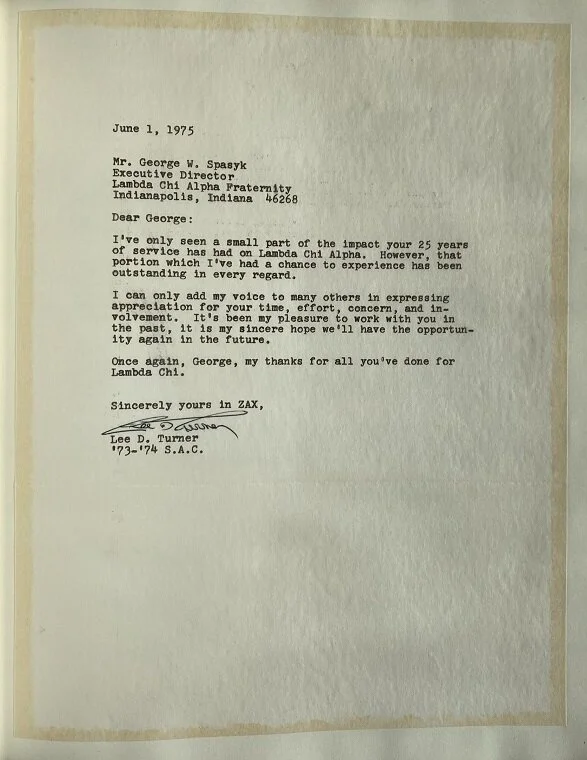 June 1, 1975
Mr. George W. Spasyk
Executive Director
Lambda Chi Alpha Fraternity
Indianapolis, Indiana 46268
Dear George:
I've only seen a small part of the impact your 25 years
of service has had on Lambda Chi Alpha. However, that
portion which I've had a chance to experience has been
outstanding in every regard.
I can only add my voice to many others in expressing
appreciation for your time, effort, concern, and in-
volvement. It's been my pleasure to work with you in
the past, it is my sincere hope we'll have the opportun-
ity again in the future.
Once again, George, my thanks for all you've done for
Lambda Chi.
Sincerely yours in ZAX,
Lee D Turner
Lee D. Turner
'73-'74 S.A.C.